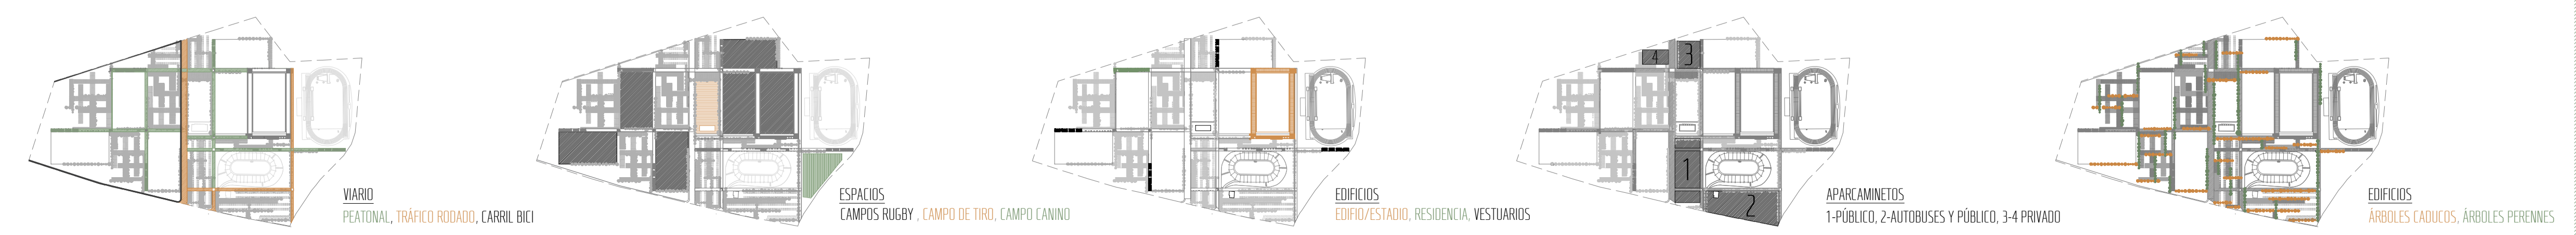 VIARIO
PEATONAL, TRÁFICO RODADO, CARRIL BICI
ESPACIOS
CAMPOS RUGBY , CAMPO DE TIRO, CAMPO CANINO
EDIFICIOS
EDIFIO/ESTADIO, RESIDENCIA, VESTUARIOS
4
3
1
2
APARCAMINETOS
1-PÚBLICO, 2-AUTOBUSES Y PÚBLICO, 3-4 PRIVADO
EDIFICIOS
ÁRBOLES CADUCOS, ÁRBOLES PERENNES